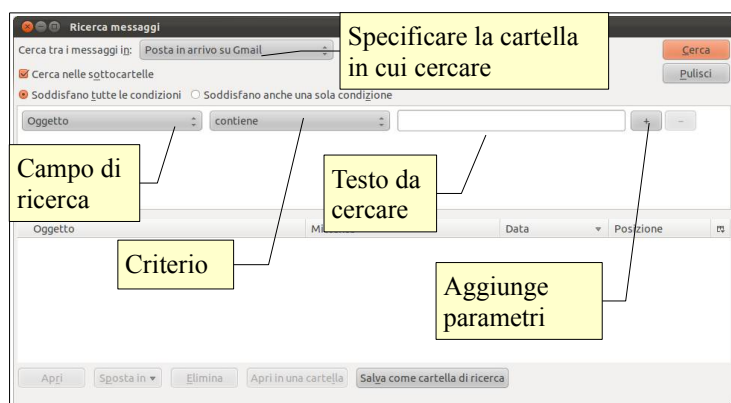 Ricerca messaggi
Cerca tra i messaggi in: Posta in arrivo su Gmail
Specificare la cartella
in cui cercare
Cerca
Cerca nelle sottocartelle
Pulisci
Soddisfano tutte le condizioni Soddisfano anche una sola condizione
Oggetto contiene + −
Campo di
ricerca
Testo da
cercare
Oggetto Data Posizione
Criterio
Aggiunge
parametri
Apri Sposta in Elimina Apri in una cartella Salva come cartella di ricerca